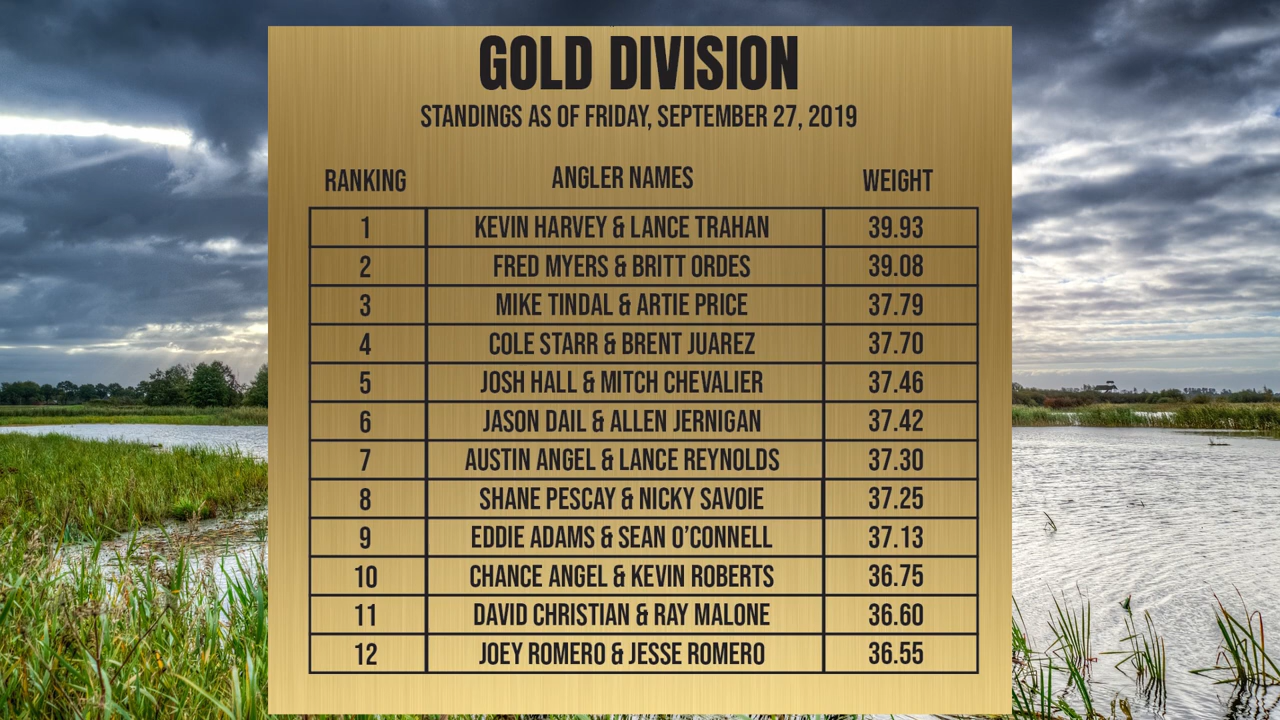 GOLD DIVISION
STANDINGS AS OF FRIDAY, SEPTEMBER 27, 2019
RANKING ANGLER NAMES WEIGHT
1 KEVIN HARVEY & LANCE TRAHAN 39.93
2 FRED MYERS & BRITT ORDES 39.08
3 MIKE TINDAL & ARTIE PRICE 37.79
4 COLE STARR & BRENT JUAREZ 37.70
5 JOSH HALL & MITCH CHEVALIER 37.46
6 JASON DAIL & ALLEN JERNIGAN 37.42
7 AUSTIN ANGEL & LANCE REYNOLDS 37.30
8 SHANE PESCAY & NICKY SAVOIE 37.25
9 EDDIE ADAMS & SEAN O'CONNELL 37.13
10 CHANCE ANGEL & KEVIN ROBERTS 36.75
11 DAVID CHRISTIAN & RAY MALONE 36.60
12 JOEY ROMERO & JESSE ROMERO 36.55